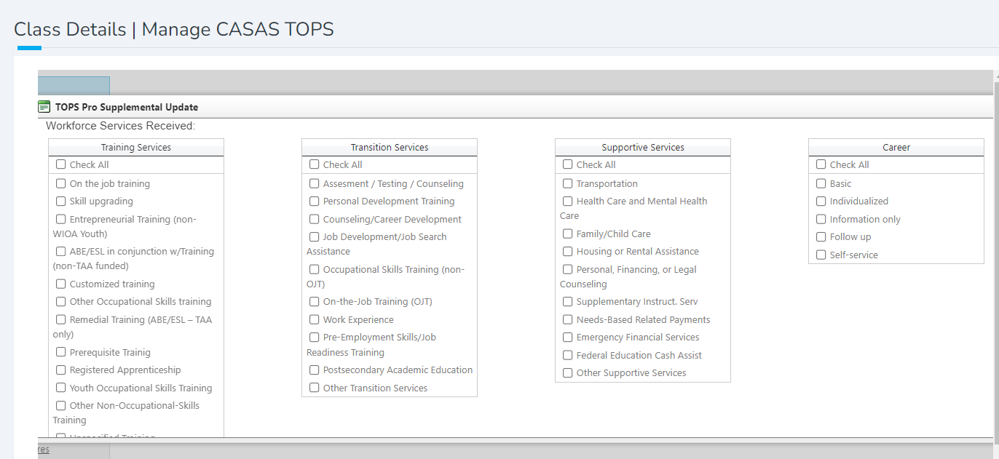 Class Details | Manage CASAS TOPS
TOPS Pro Supplemental Update
Workforce Services Received:
Training Services
Check All
On the job training
Skill upgrading
Entrepreneurial Training (non-
WIOA Youth)
ABE/ESL in conjunction w/Training
(non-TAA funded)
Customized training
Other Occupational Skills training
Remedial Training (ABE/ESL – TAA
only)
Prerequisite Trainig
Registered Apprenticeship
Youth Occupational Skills Training
Other Non-Occupational-Skills
Training
Unspecified Training
Transition Services
Check All
Assesment / Testing / Counseling
Personal Development Training
Counseling/Career Development
Job Development/Job Search
Assistance
Occupational Skills Training (non-
OJT)
On-the-Job Training (OJT)
Work Experience
Pre-Employment Skills/Job
Readiness Training
Postsecondary Academic Education
Other Transition Services
Supportive Services
Check All
Transportation
Health Care and Mental Health
Care
Family/Child Care
Housing or Rental Assistance
Personal, Financing, or Legal
Counseling
Supplementary Instruct. Serv
Needs-Based Related Payments
Emergency Financial Services
Federal Education Cash Assist
Other Supportive Services
Career
Check All
Basic
Individualized
Information only
Follow up
Self-service
res